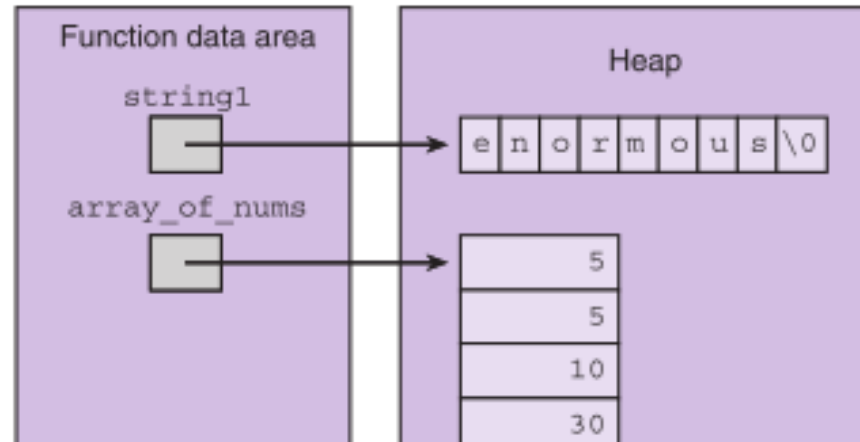 Function data area
Heap
string1
e n o r m o u s \0
array_of_nums
5
5
10
30